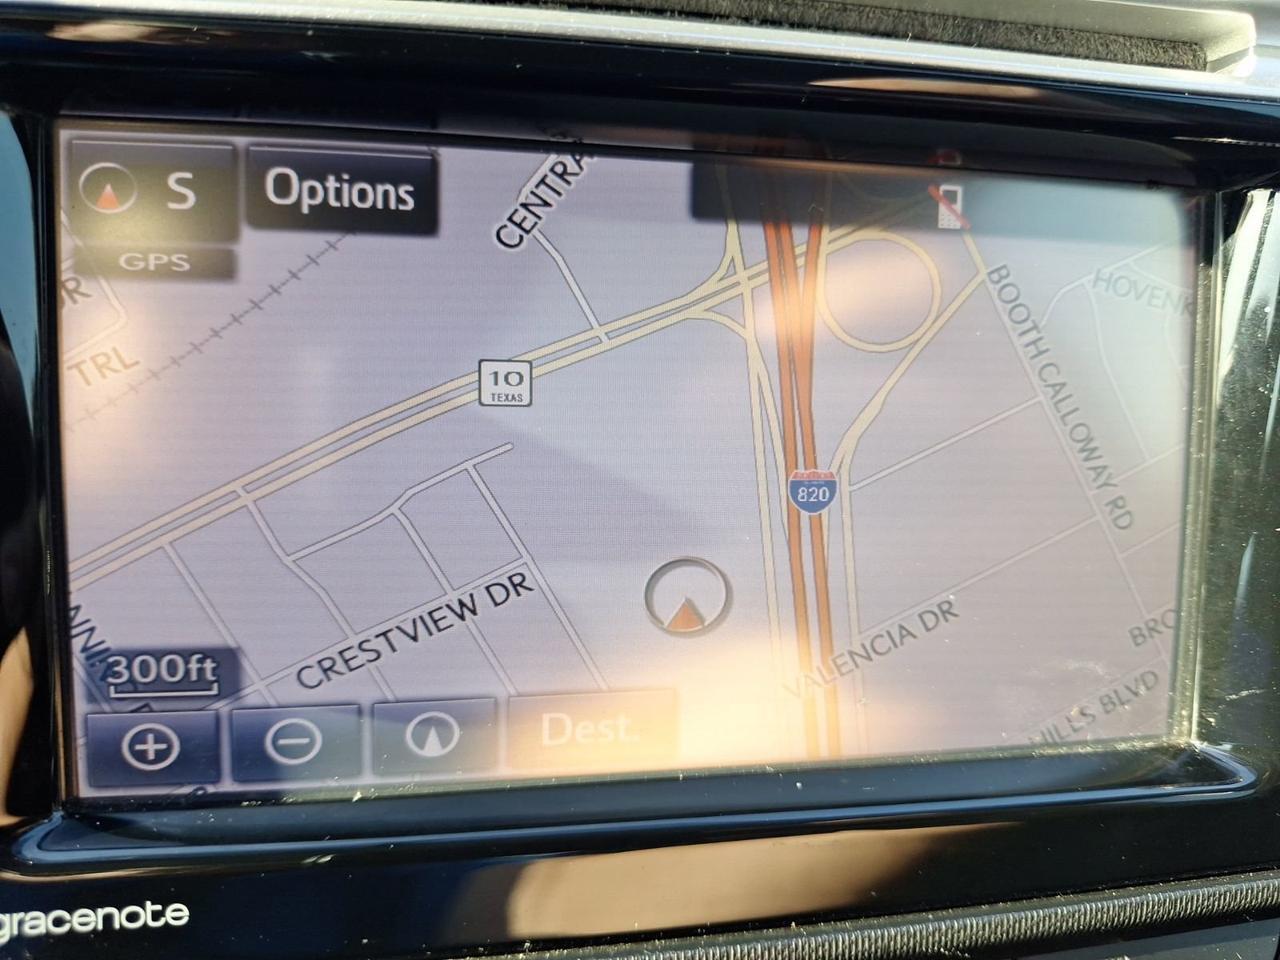 S
Options
GPS
CENTRA
TRL
10
TEXAS
BOOTH CALLOWAY RD
HOVENK
820
CRESTVIEW DR
VALENCIA DR
BRO
HILLS BLVD
300ft
Dest.
gracenote